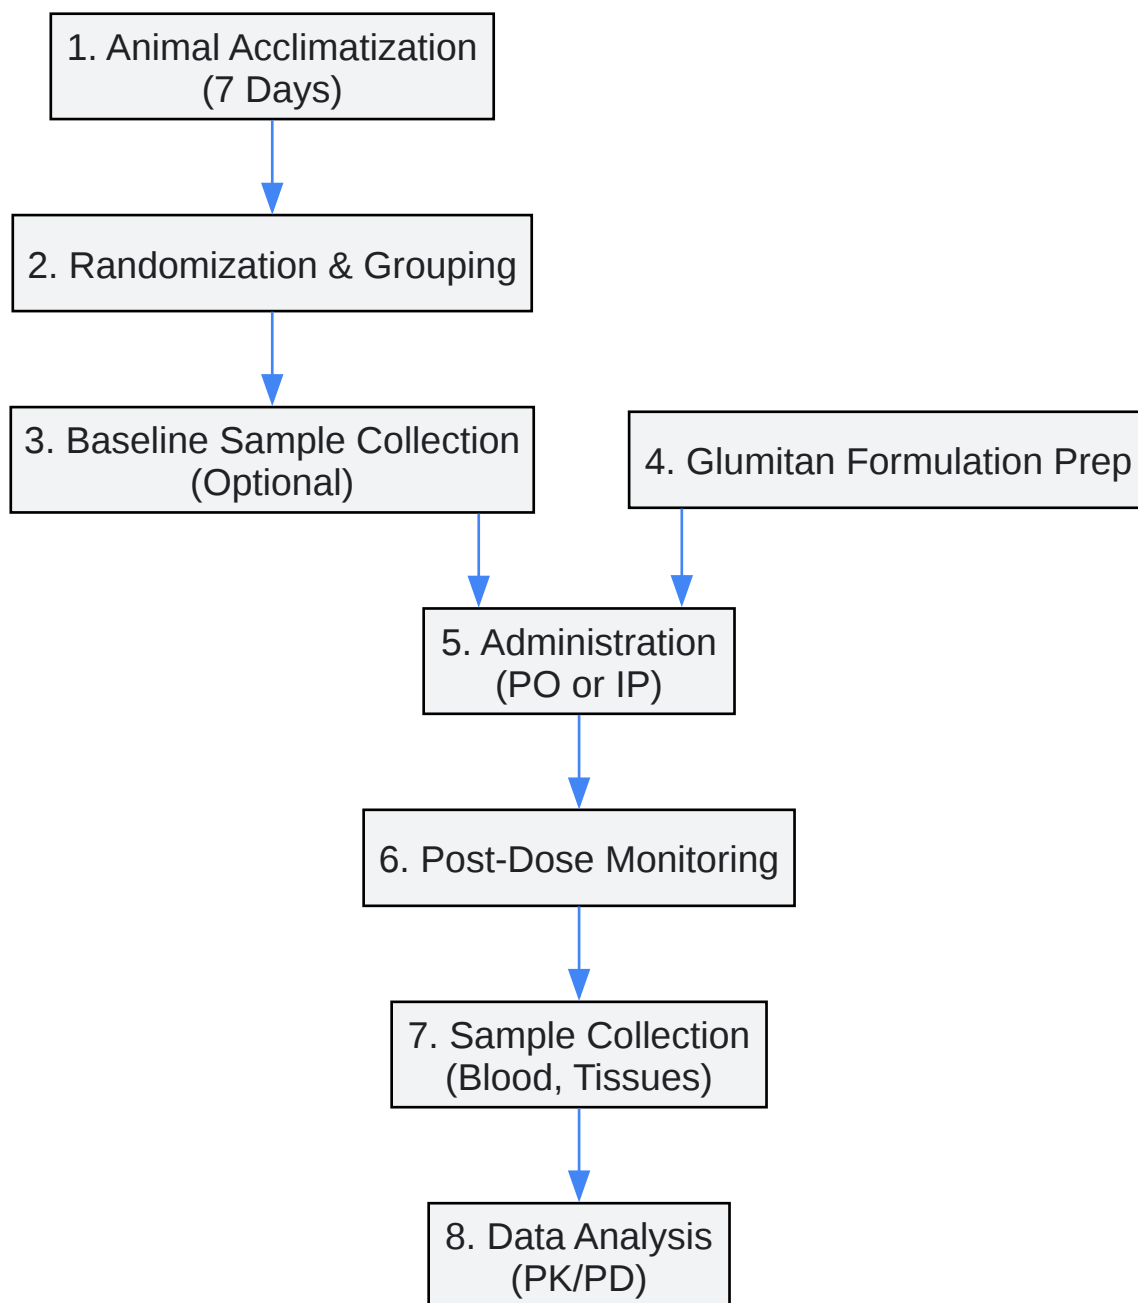 1. Animal Acclimatization
(7 Days)
2. Randomization & Grouping
3. Baseline Sample Collection
(Optional)
4. Glumitan Formulation Prep
5. Administration
(PO or IP)
6. Post-Dose Monitoring
7. Sample Collection
(Blood, Tissues)
8. Data Analysis
(PK/PD)